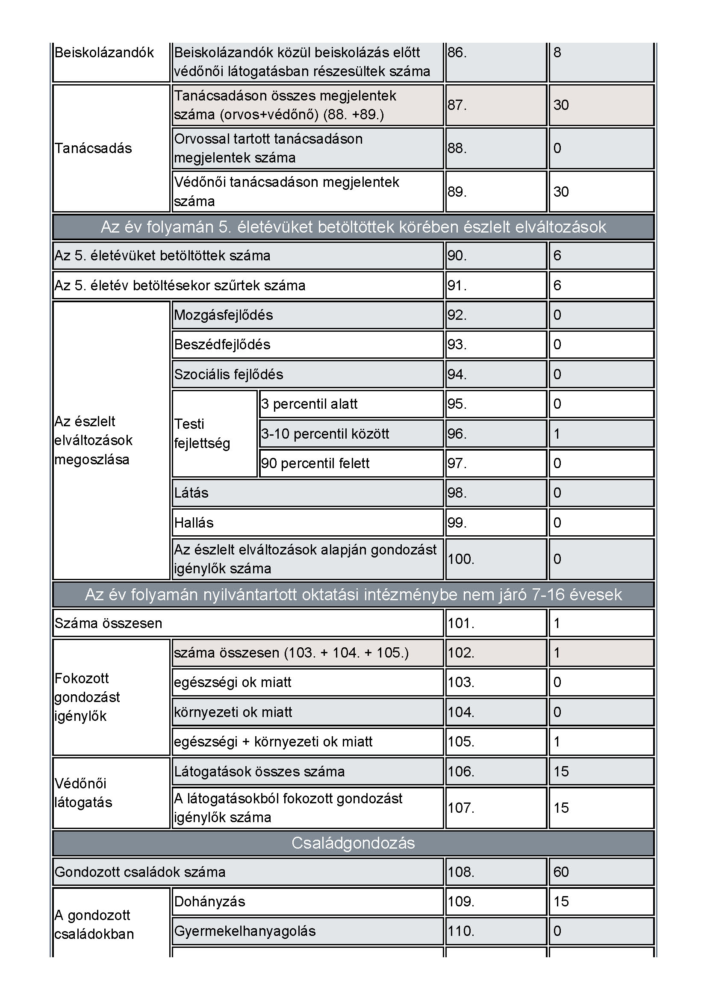 Beiskolázandók
Beiskolázandók közül beiskolázás előtt
védőnői látogatásban részesültek száma
86.
8
Tanácsadás
Tanácsadáson összes megjelentek
száma (orvos+védőnő) (88. +89.)
87.
30
Orvossal tartott tanácsadáson
megjelentek száma
88.
0
Védőnői tanácsadáson megjelentek
száma
89.
30
Az év folyamán 5. életévüket betöltöttek körében észlelt elváltozások
Az 5. életévüket betöltöttek száma
90.
6
Az 5. életév betöltésekor szűrtek száma
91.
6
Az észlelt
elváltozások
megoszlása
Mozgásfejlődés
92.
0
Beszédfejlődés
93.
0
Szociális fejlődés
94.
0
Testi
fejlettség
3 percentil alatt
95.
0
3-10 percentil között
96.
1
90 percentil felett
97.
0
Látás
98.
0
Hallás
99.
0
Az észlelt elváltozások alapján gondozást
igénylők száma
100.
0
Az év folyamán nyilvántartott oktatási intézménybe nem járó 7-16 évesek
Száma összesen
101.
1
Fokozott
gondozást
igénylők
száma összesen (103. + 104. + 105.)
102.
1
egészségi ok miatt
103.
0
környezeti ok miatt
104.
0
egészségi + környezeti ok miatt
105.
1
Védőnői
látogatás
Látogatások összes száma
106.
15
A látogatásokból fokozott gondozást
igénylők száma
107.
15
Családgondozás
Gondozott családok száma
108.
60
A gondozott
családokban
Dohányzás
109.
15
Gyermekelhanyagolás
110.
0